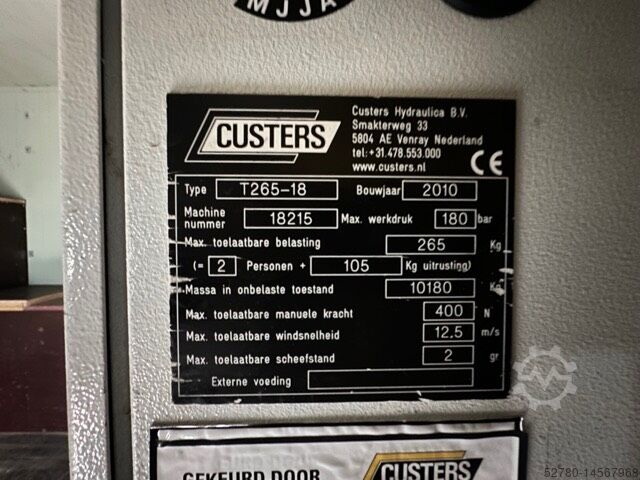 MJJA
CUSTERS
Custers Hydraulica B.V.
Smakterweg 33
5804 AE Venray Nederland
tel:+31.478.553.000
www.custers.nl
CE
Type T265-18 Bouwjaar 2010
Machine nummer 18215 Max. werkdruk 180 bar
Max. toelaatbare belasting 265 Kg
(= 2 Personen + 105 Kg uitrusting)
Massa in onbelaste toestand 10180 Kg
Max. toelaatbare manuele kracht 400 N
Max. toelaatbare windsnelheid 12,5 m/s
Max. toelaatbare scheefstand 2 gr
Externe voeding
GEKEURD DOOR CUSTERS
52780-14567968